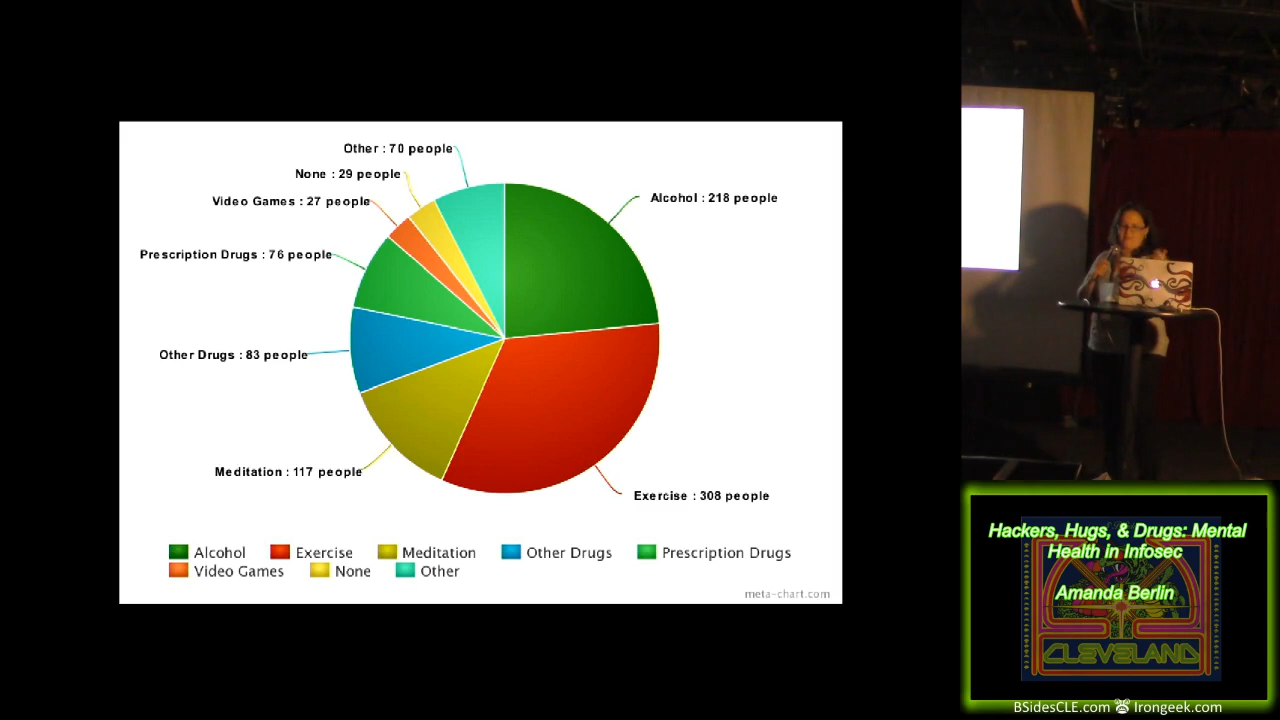 Other : 70 people
None : 29 people
Video Games : 27 people
Alcohol : 218 people
Prescription Drugs : 76 people
Other Drugs : 83 people
Meditation : 117 people
Exercise : 308 people
Alcohol Exercise Meditation Other Drugs Prescription Drugs
Video Games None Other
meta-chart.com
Hackers, Hugs, & Drugs: Mental
Health in Infosec
Amanda Berlin
CLEVELAND
BSidesCLE.com Irongeek.com